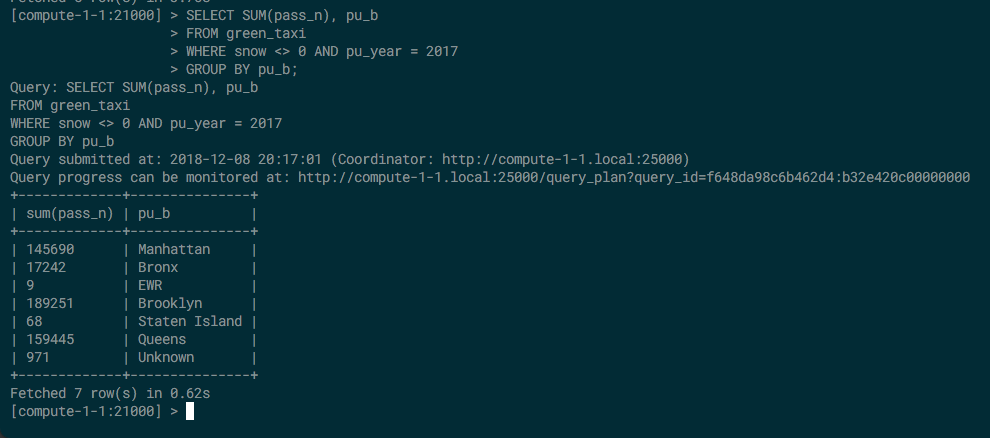 [compute-1-1:21000] > SELECT SUM(pass_n), pu_b
                    > FROM green_taxi
                    > WHERE snow <> 0 AND pu_year = 2017
                    > GROUP BY pu_b;
Query: SELECT SUM(pass_n), pu_b
FROM green_taxi
WHERE snow <> 0 AND pu_year = 2017
GROUP BY pu_b
Query submitted at: 2018-12-08 20:17:01 (Coordinator: http://compute-1-1.local:25000)
Query progress can be monitored at: http://compute-1-1.local:25000/query_plan?query_id=f648da98c6b462d4:b32e420c00000000
+-------------+---------------+
| sum(pass_n) | pu_b          |
+-------------+---------------+
| 145690      | Manhattan     |
| 17242       | Bronx         |
| 9           | EWR           |
| 189251      | Brooklyn      |
| 68          | Staten Island |
| 159445      | Queens        |
| 971         | Unknown       |
+-------------+---------------+
Fetched 7 row(s) in 0.62s
[compute-1-1:21000] >